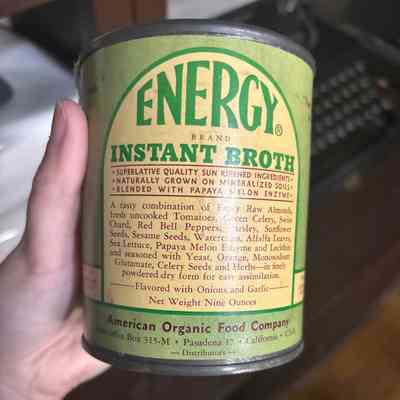 ENERGY®
BRAND
INSTANT BROTH
• SUPERLATIVE QUALITY SUN RIPENED INGREDIENTS •
• NATURALLY GROWN ON MINERALIZED SOILS •
• BLENDED WITH PAPAYA MELON ENZYME •
A tasty combination of Raw Almonds,
fresh uncooked Tomatoes, Green Celery, Swiss
Chard, Red Bell Peppers, Parsley, Sunflower
Seeds, Sesame Seeds, Watercress, Alfalfa Leaves,
Sea Lettuce, Papaya Melon Enzyme and Lecithin
and seasoned with Yeast, Orange, Monosodium
Glutamate, Celery Seeds and Herbs—in finely
powdered dry form for easy assimilation.
—Flavored with Onions and Garlic—
Net Weight Nine Ounces
American Organic Food Company
Box 315-M • Pasadena 17 • California •
— Distributors —